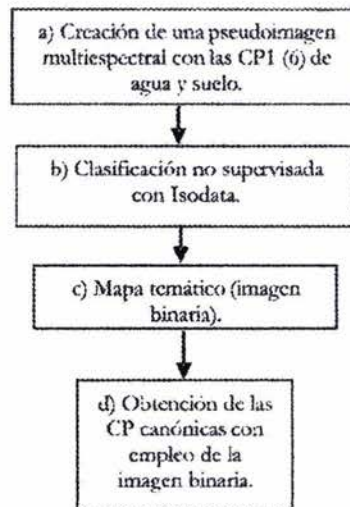 a) Creación de una pseudoimagen
multiespectral con las CP1 (6) de
agua y suelo.
b) Clasificación no supervisada
con Isodata.
c) Mapa temático (imagen
binaria).
d) Obtención de las
CP canónicas con
empleo de la
imagen binaria.